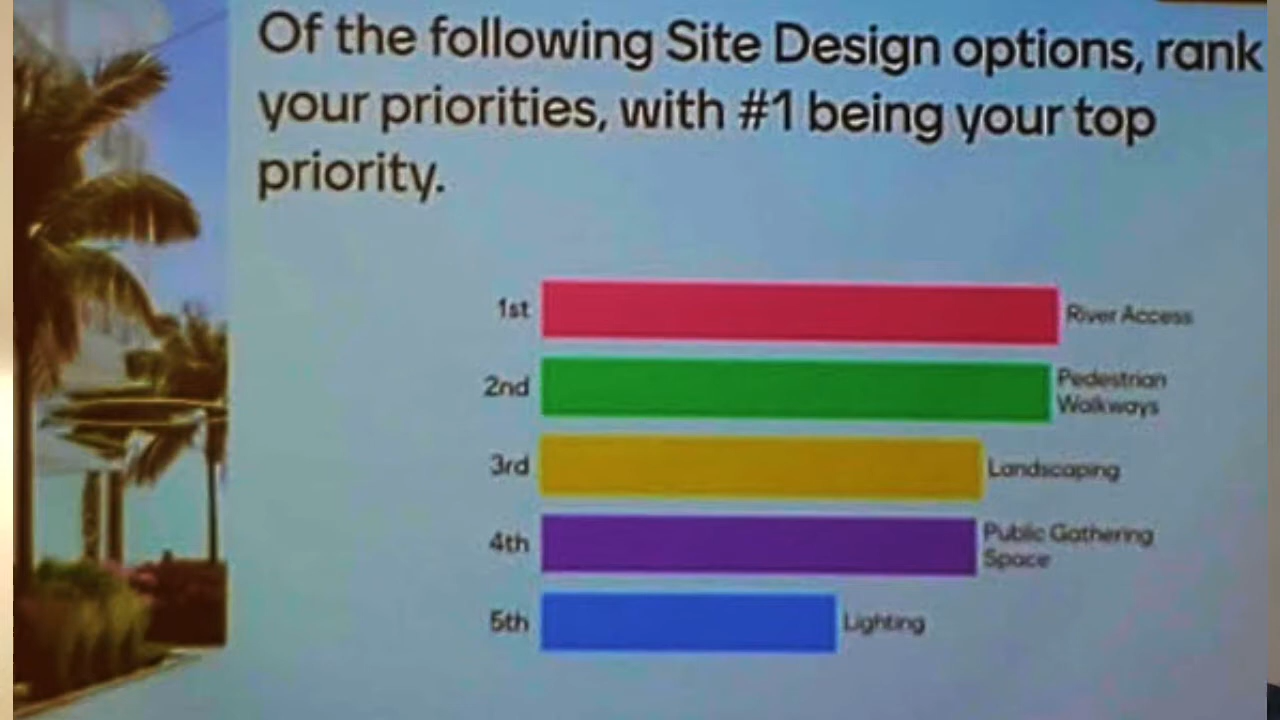 Of the following Site Design options, rank
your priorities, with #1 being your top
priority.
1st
River Access
2nd
Pedestrian
Walkways
3rd
Landscaping
4th
Public Gathering
Space
5th
Lighting